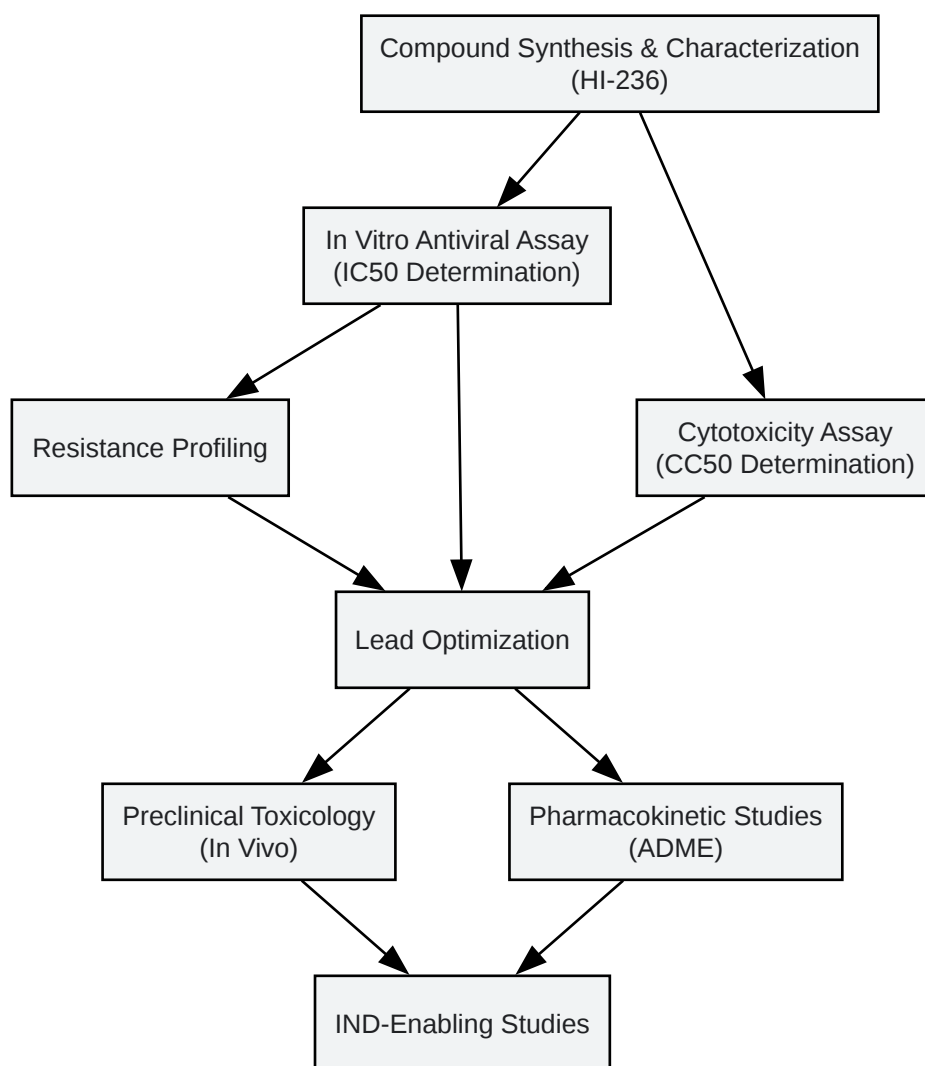 Compound Synthesis & Characterization
(HI-236)
In Vitro Antiviral Assay
(IC50 Determination)
Resistance Profiling
Cytotoxicity Assay
(CC50 Determination)
Lead Optimization
Preclinical Toxicology
(In Vivo)
Pharmacokinetic Studies
(ADME)
IND-Enabling Studies